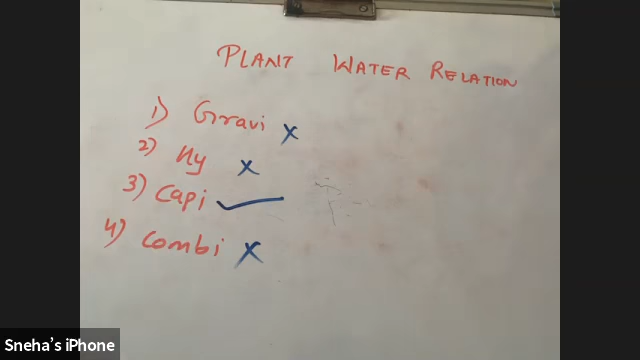 PLANT WATER RELATION
1) Gravi x
2) Hy x
3) Capi ✓
4) Combi x
Sneha's iPhone